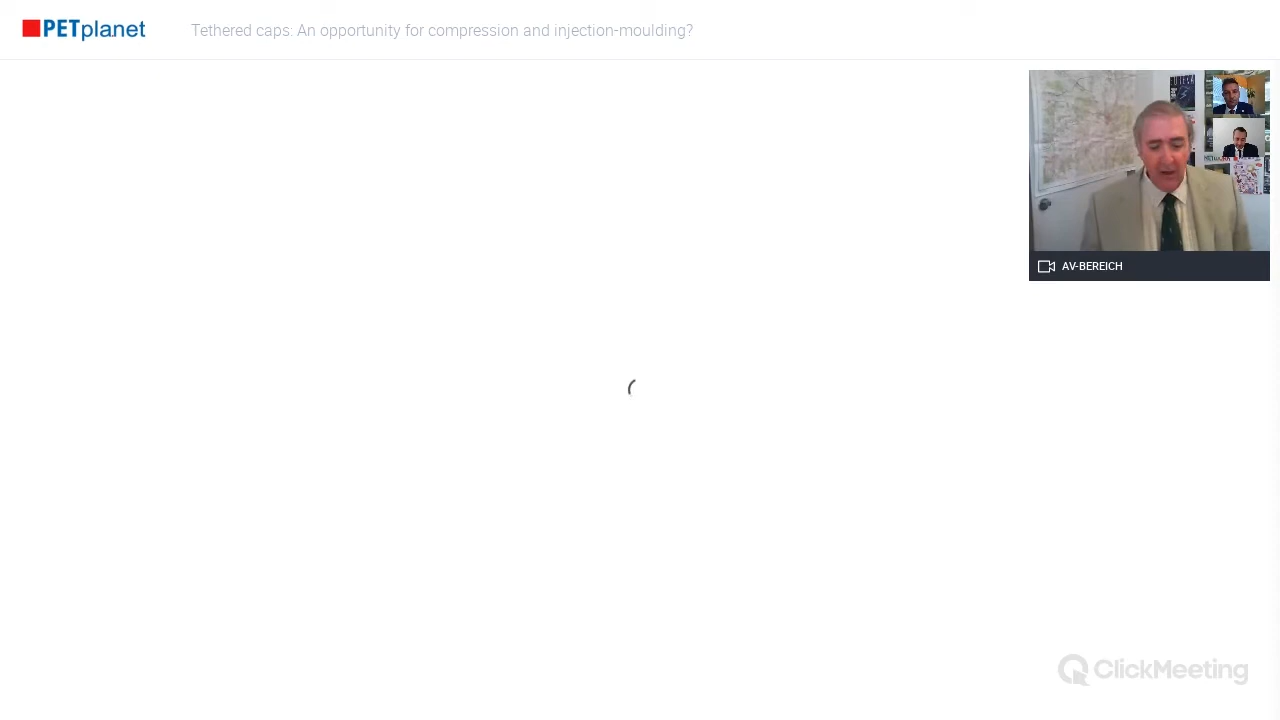 PETplanet
Tethered caps: An opportunity for compression and injection-moulding?
AV-BEREICH
ClickMeeting